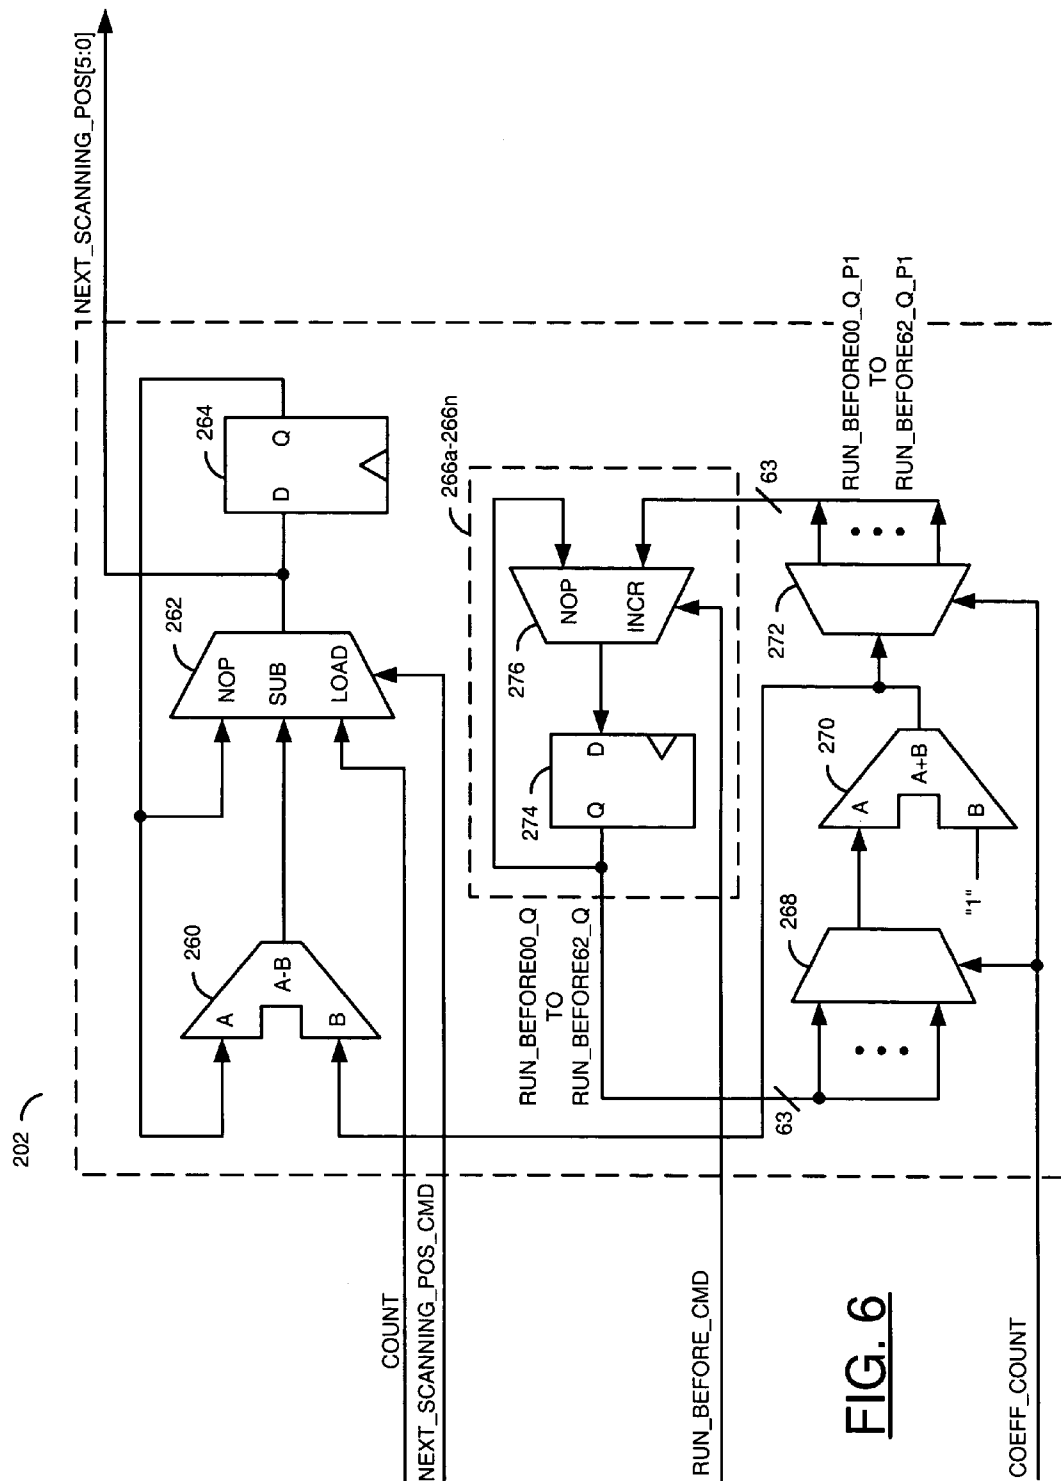 202
COUNT
NEXT_SCANNING_POS_CMD
RUN_BEFORE_CMD
COEFF_COUNT
260
A
A-B
B
262
NOP
SUB
LOAD
264
D
Q
NEXT_SCANNING_POS[5:0]
RUN_BEFORE00_Q
TO
RUN_BEFORE62_Q
274
Q
D
276
NOP
INCR
266a-266n
63
63
268
"1"
A
A+B
B
270
272
RUN_BEFORE00_Q_P1
TO
RUN_BEFORE62_Q_P1
FIG. 6